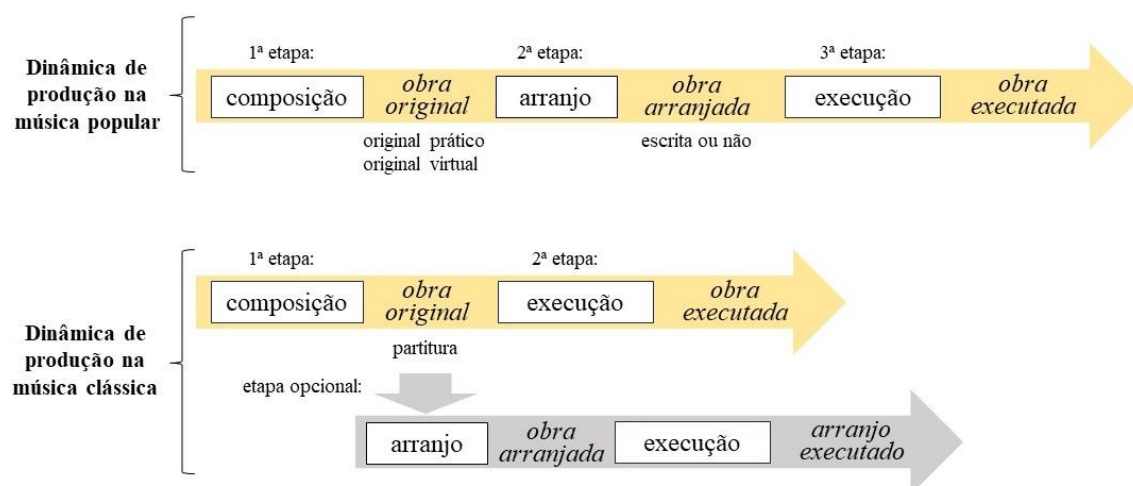 Dinâmica de
produção na
música popular
1ª etapa:
2ª etapa:
3ª etapa:
composição
obra
original
arranjo
obra
arranjada
execução
obra
executada
original prático
original virtual
escrita ou não
Dinâmica de
produção na
música clássica
1ª etapa:
2ª etapa:
composição
obra
original
execução
obra
executada
partitura
etapa opcional:
arranjo
obra
arranjada
execução
arranjo
executado